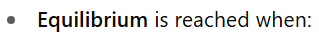 • Equilibrium is reached when: